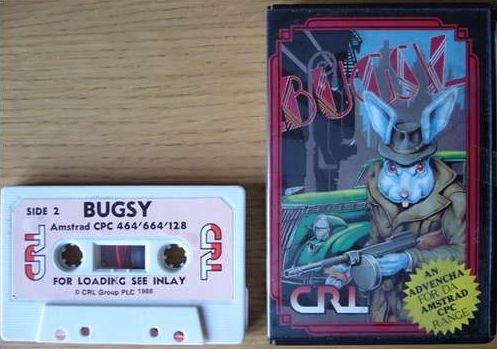 SIDE 2 BUGSY
Amstrad CPC 464/664/128
CRL
CRL
FOR LOADING SEE INLAY
© CRL Group PLC 1986
BUGSY
CRL
AN
ADVENCHA
FOR DA
AMSTRAD
CPC
RANGE